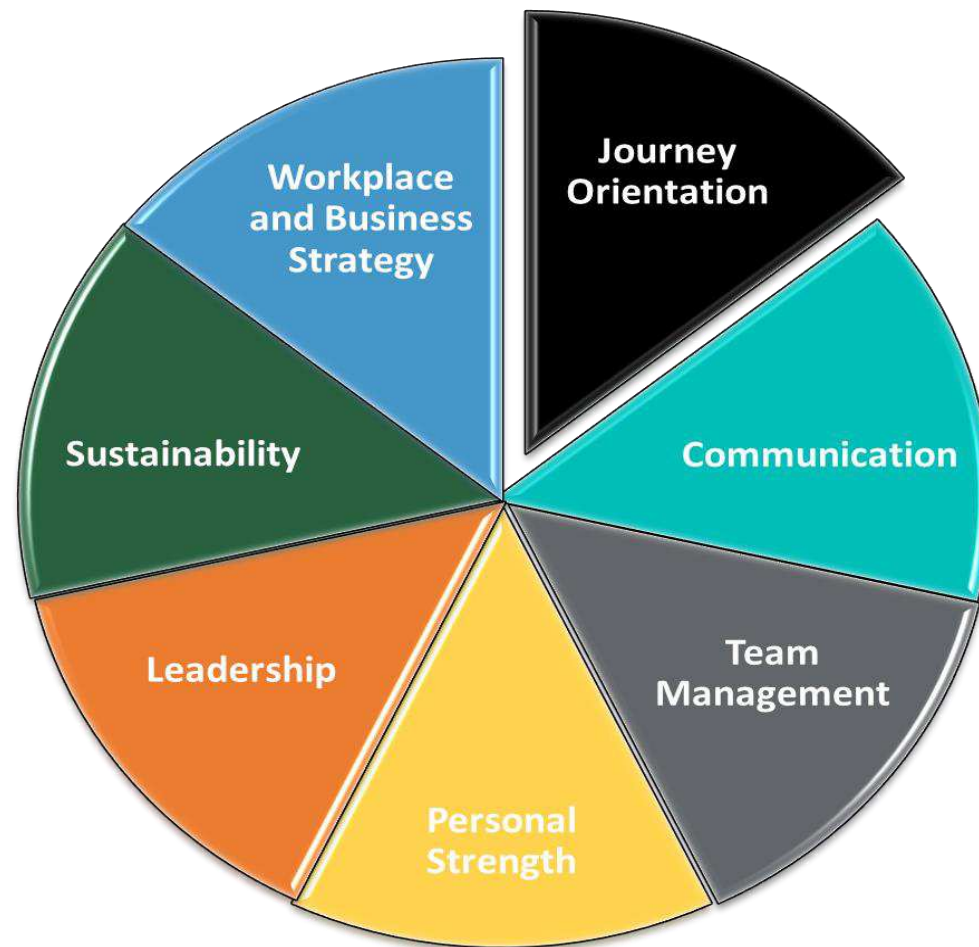 Journey
Orientation
Communication
Team
Management
Personal
Strength
Leadership
Sustainability
Workplace
and Business
Strategy